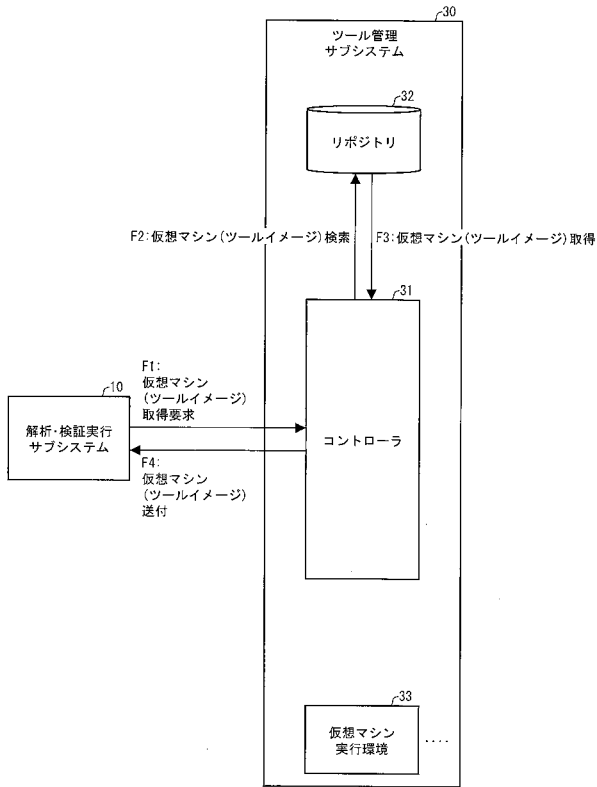 30
ツール管理
サブシステム
32
リポジトリ
F2:仮想マシン(ツールイメージ)検索
F3:仮想マシン(ツールイメージ)取得
31
コントローラ
F1:
仮想マシン
(ツールイメージ)
取得要求
10
解析・検証実行
サブシステム
F4:
仮想マシン
(ツールイメージ)
送付
33
仮想マシン
実行環境
····